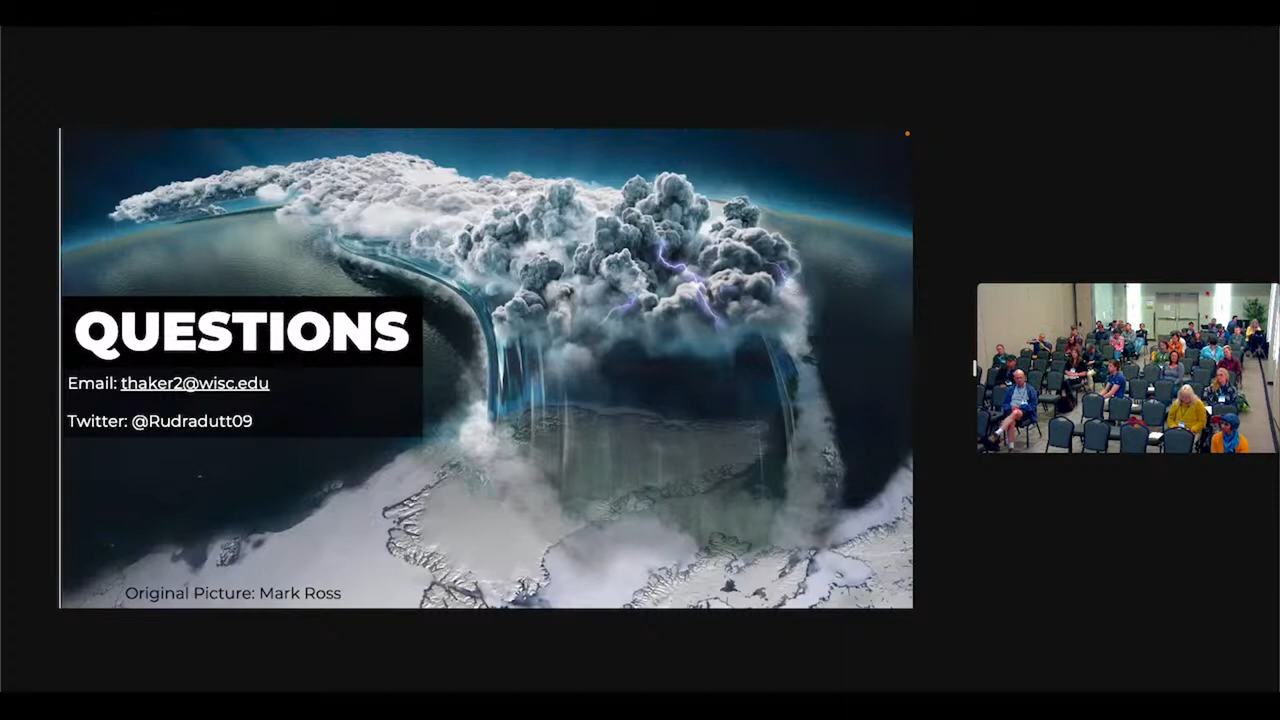 QUESTIONS
Email: thaker2@wisc.edu
Twitter: @Rudradutt09
Original Picture: Mark Ross